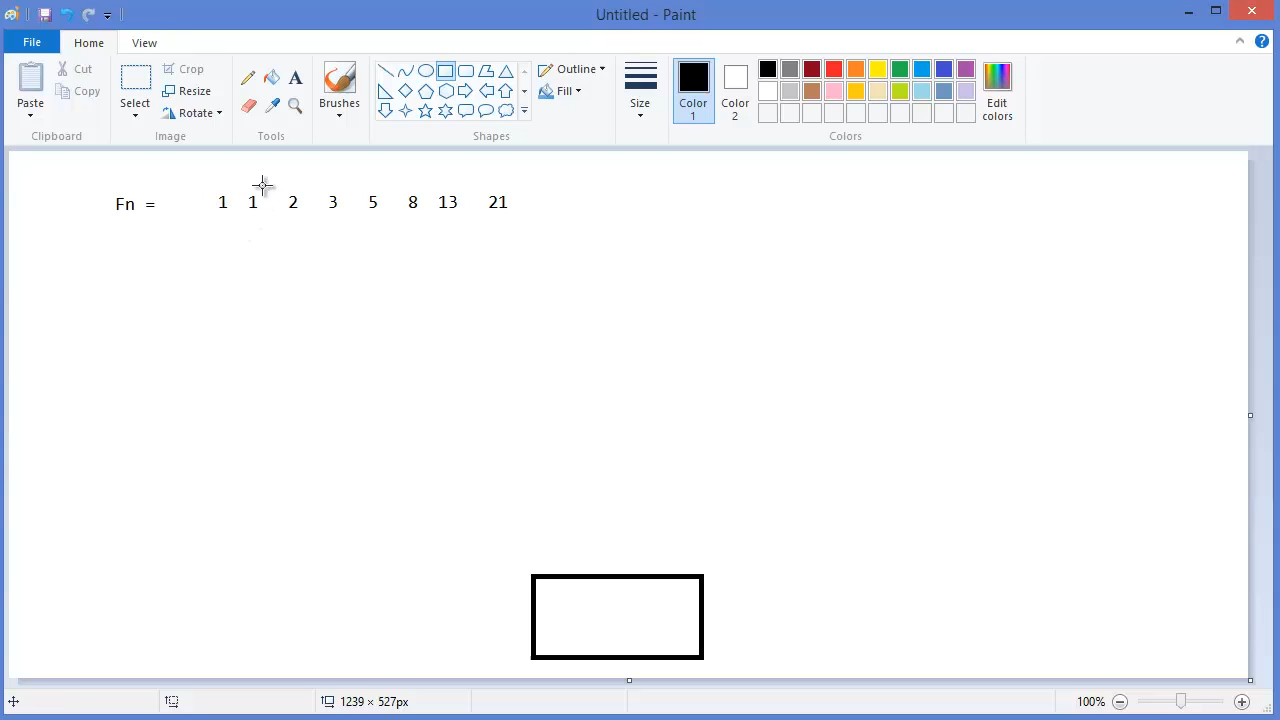 Untitled - Paint
File Home View
Paste
Cut
Copy
Clipboard
Select
Crop
Resize
Rotate
Image
A
Tools
Brushes
Outline
Fill
Shapes
Size
Color 1
Color 2
Edit colors
Colors
Fn = 1 1 2 3 5 8 13 21
1239 × 527px
100%